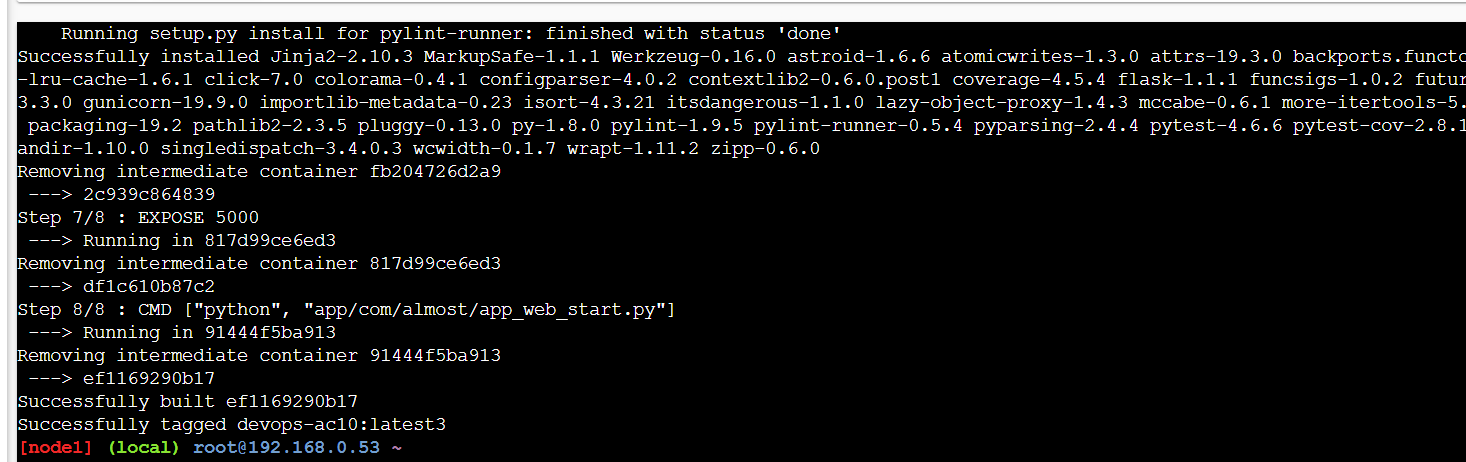 Running setup.py install for pylint-runner: finished with status 'done'
Successfully installed Jinja2-2.10.3 MarkupSafe-1.1.1 Werkzeug-0.16.0 astroid-1.6.6 atomicwrites-1.3.0 attrs-19.3.0 backports.functo
-lru-cache-1.6.1 click-7.0 colorama-0.4.1 configparser-4.0.2 contextlib2-0.6.0.post1 coverage-4.5.4 flask-1.1.1 funcsigs-1.0.2 futur
3.3.0 gunicorn-19.9.0 importlib-metadata-0.23 isort-4.3.21 itsdangerous-1.1.0 lazy-object-proxy-1.4.3 mccabe-0.6.1 more-itertools-5.
packaging-19.2 pathlib2-2.3.5 pluggy-0.13.0 py-1.8.0 pylint-1.9.5 pylint-runner-0.5.4 pyparsing-2.4.4 pytest-4.6.6 pytest-cov-2.8.1
andir-1.10.0 singledispatch-3.4.0.3 wcwidth-0.1.7 wrapt-1.11.2 zipp-0.6.0
Removing intermediate container fb204726d2a9
---> 2c939c864839
Step 7/8 : EXPOSE 5000
---> Running in 817d99ce6ed3
Removing intermediate container 817d99ce6ed3
---> df1c610b87c2
Step 8/8 : CMD ["python", "app/com/almost/app_web_start.py"]
---> Running in 91444f5ba913
Removing intermediate container 91444f5ba913
---> ef1169290b17
Successfully built ef1169290b17
Successfully tagged devops-ac10:latest3
[node1] (local) root@192.168.0.53 ~